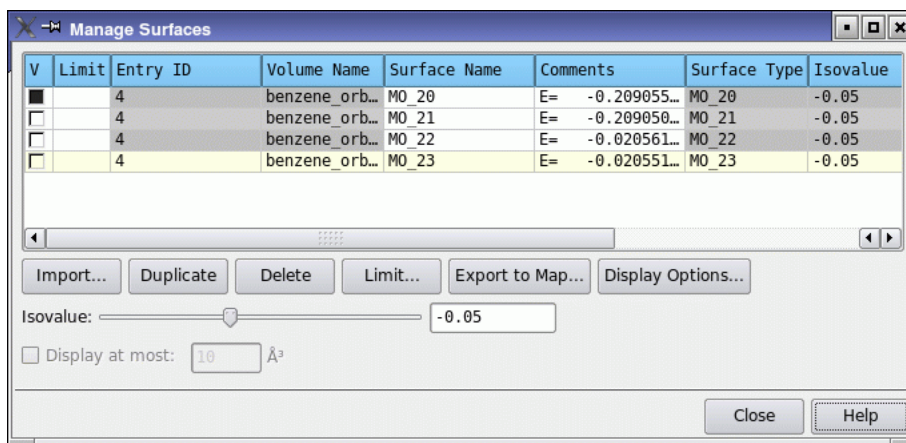 Manage Surfaces
V Limit Entry ID Volume Name Surface Name Comments Surface Type Isovalue
4 benzene_orb… MO_20 E= -0.209055… MO_20 -0.05
4 benzene_orb… MO_21 E= -0.209050… MO_21 -0.05
4 benzene_orb… MO_22 E= -0.020561… MO_22 -0.05
4 benzene_orb… MO_23 E= -0.020551… MO_23 -0.05
Import... Duplicate Delete Limit... Export to Map... Display Options...
Isovalue: -0.05
Display at most: 10 Å³
Close Help